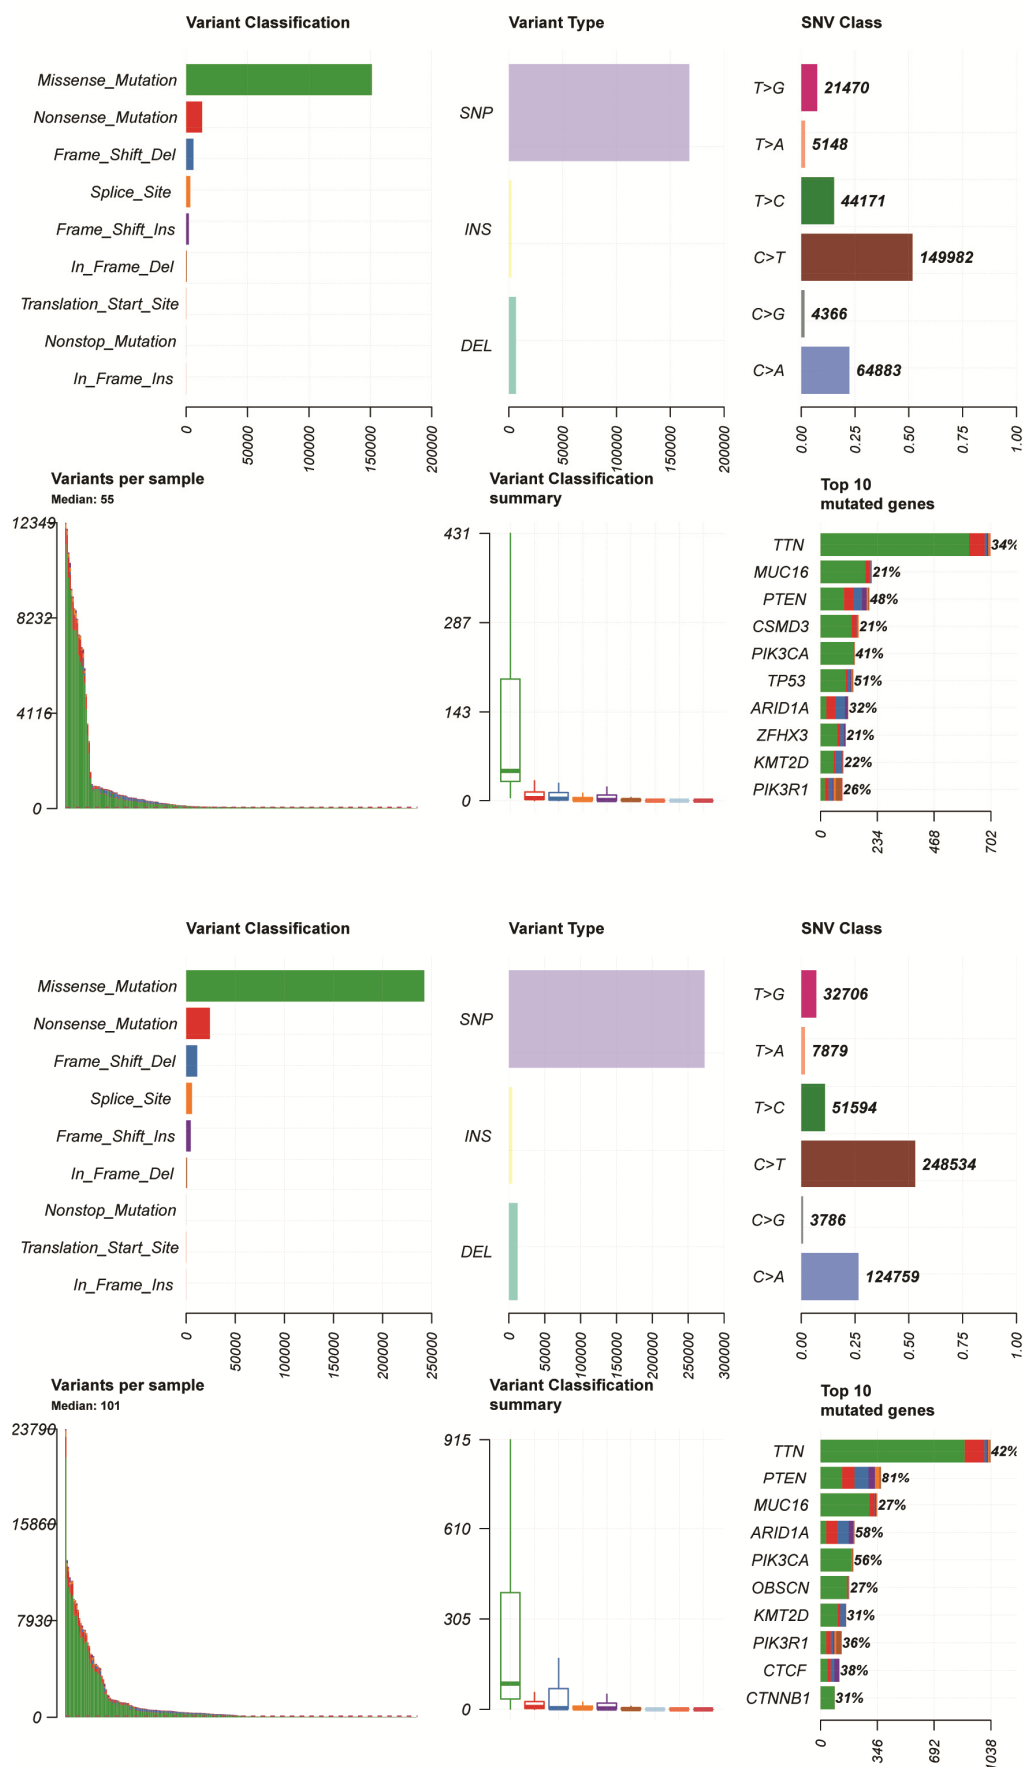 Variant Classification
Missense_Mutation
Nonsense_Mutation
Frame_Shift_Del
Splice_Site
Frame_Shift_Ins
In_Frame_Del
Translation_Start_Site
Nonstop_Mutation
In_Frame_Ins
0
50000
100000
150000
200000
Variant Type
SNP
INS
DEL
0
50000
100000
150000
200000
SNV Class
T>G 21470
T>A 5148
T>C 44171
C>T 149982
C>G 4366
C>A 64883
0.00
0.25
0.50
0.75
1.00
Variants per sample
Median: 55
12349
8232
4116
0
Variant Classification
summary
431
287
143
0
Top 10
mutated genes
TTN 34%
MUC16 21%
PTEN 48%
CSMD3 21%
PIK3CA 41%
TP53 51%
ARID1A 32%
ZFHX3 21%
KMT2D 22%
PIK3R1 26%
0
234
468
702
Variant Classification
Missense_Mutation
Nonsense_Mutation
Frame_Shift_Del
Splice_Site
Frame_Shift_Ins
In_Frame_Del
Nonstop_Mutation
Translation_Start_Site
In_Frame_Ins
0
50000
100000
150000
200000
250000
Variant Type
SNP
INS
DEL
0
50000
100000
150000
200000
250000
300000
SNV Class
T>G 32706
T>A 7879
T>C 51594
C>T 248534
C>G 3786
C>A 124759
0.00
0.25
0.50
0.75
1.00
Variants per sample
Median: 101
23790
15860
7930
0
Variant Classification
summary
915
610
305
0
Top 10
mutated genes
TTN 42%
PTEN 81%
MUC16 27%
ARID1A 58%
PIK3CA 56%
OBSCN 27%
KMT2D 31%
PIK3R1 36%
CTCF 38%
CTNNB1 31%
0
346
692
1038